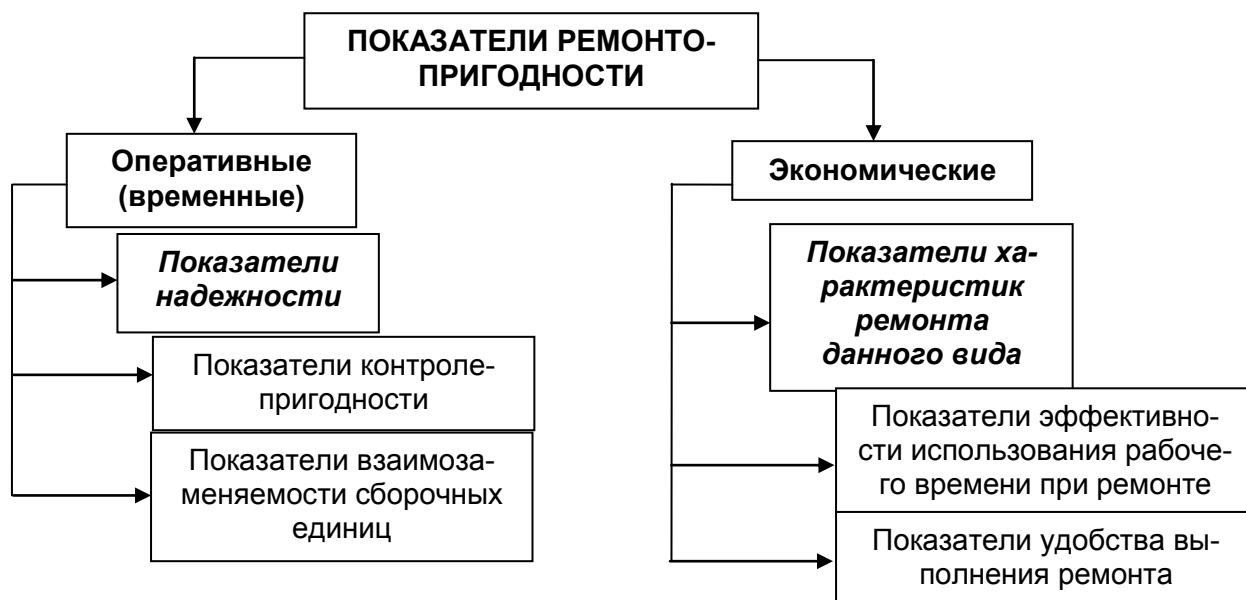 ПОКАЗАТЕЛИ РЕМОНТО-
ПРИГОДНОСТИ
Оперативные
(временные)
Показатели
надежности
Показатели контроле-
пригодности
Показатели взаимоза-
меняемости сборочных
единиц
Экономические
Показатели ха-
рактеристик
ремонта
данного вида
Показатели эффективно-
сти использования рабоче-
го времени при ремонте
Показатели удобства вы-
полнения ремонта